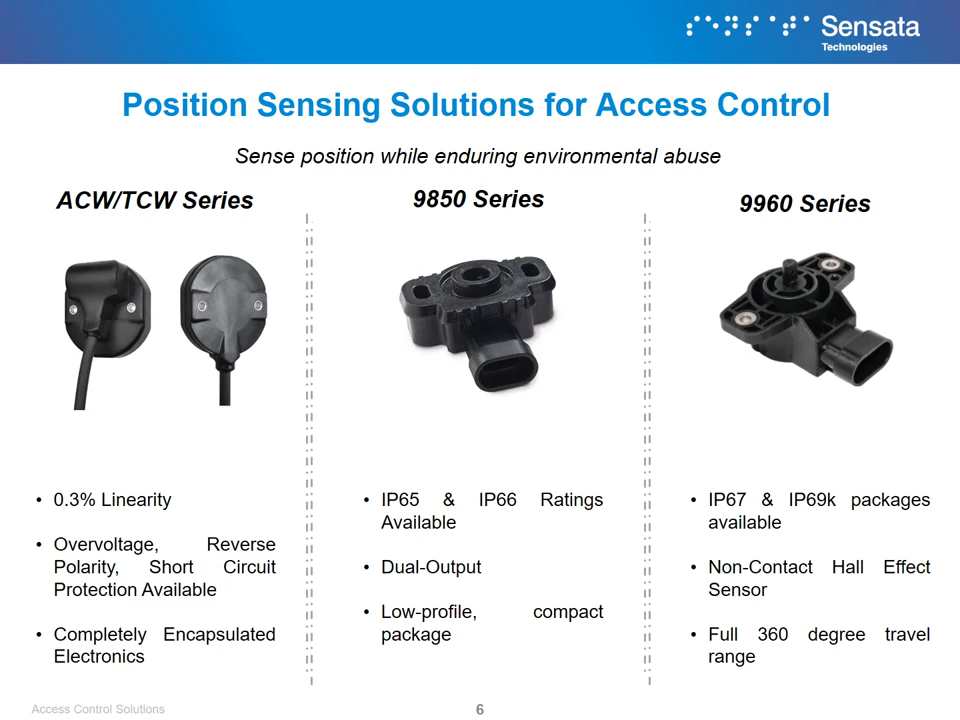 Sensata
Technologies
Position Sensing Solutions for Access Control
Sense position while enduring environmental abuse
ACW/TCW Series
• 0.3% Linearity
• Overvoltage, Reverse
Polarity, Short Circuit
Protection Available
• Completely Encapsulated
Electronics
9850 Series
• IP65 & IP66 Ratings
Available
• Dual-Output
• Low-profile, compact
package
9960 Series
• IP67 & IP69k packages
available
• Non-Contact Hall Effect
Sensor
• Full 360 degree travel
range
Access Control Solutions
6